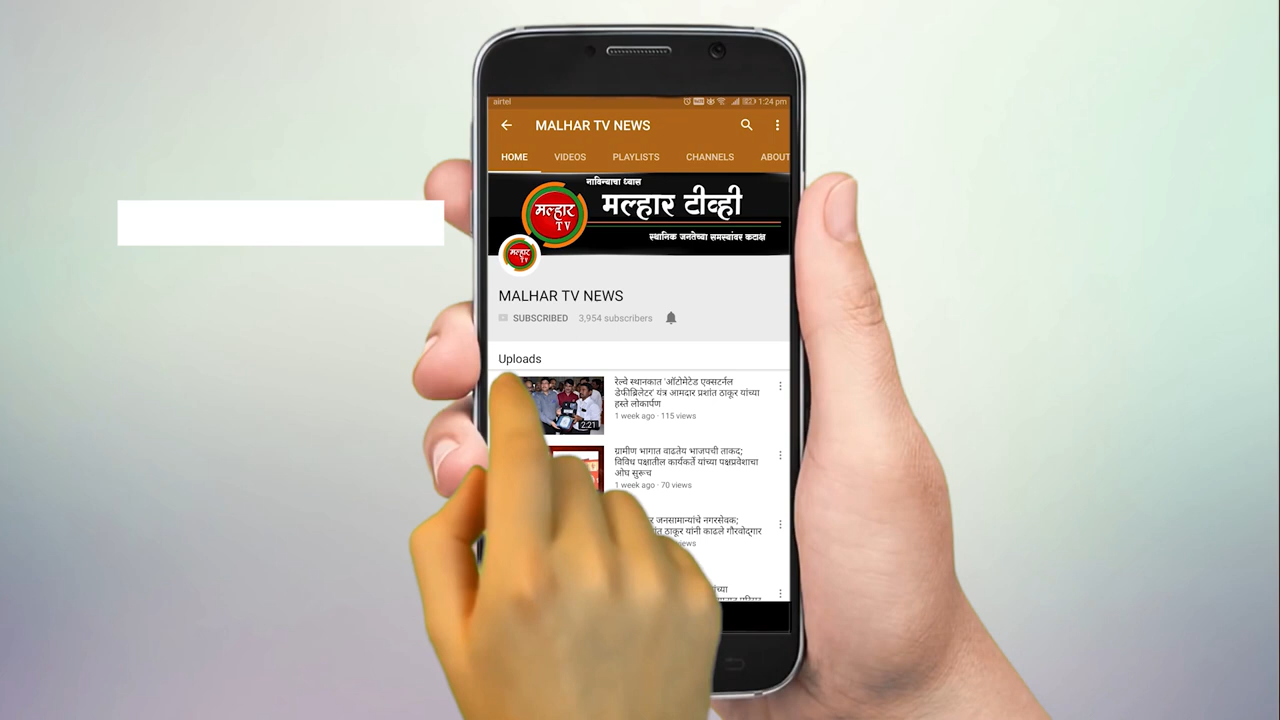 airtel 1:24 pm
MALHAR TV NEWS
HOME VIDEOS PLAYLISTS CHANNELS ABOUT
नाविन्याचा ध्यास
मल्हार टीव्ही
मल्हार
TV
स्थानिक जनतेच्या समस्यांवर कटाक्ष
मल्हार
TV
MALHAR TV NEWS
SUBSCRIBED 3,954 subscribers
Uploads
रेल्वे स्थानकात 'ऑटोमेटेड एक्सटर्नल
डेफीब्रिलेटर' यंत्र आमदार प्रशांत ठाकूर यांच्या
हस्ते लोकार्पण
1 week ago · 115 views
2:21
ग्रामीण भागात वाढतेय भाजपची ताकद;
विविध पक्षातील कार्यकर्ते यांच्या पक्षप्रवेशाचा
ओघ सुरूच
1 week ago · 70 views
जनसामान्यांचे नगरसेवक;
ठाकूर यांनी काढले गौरवोद्गार
views